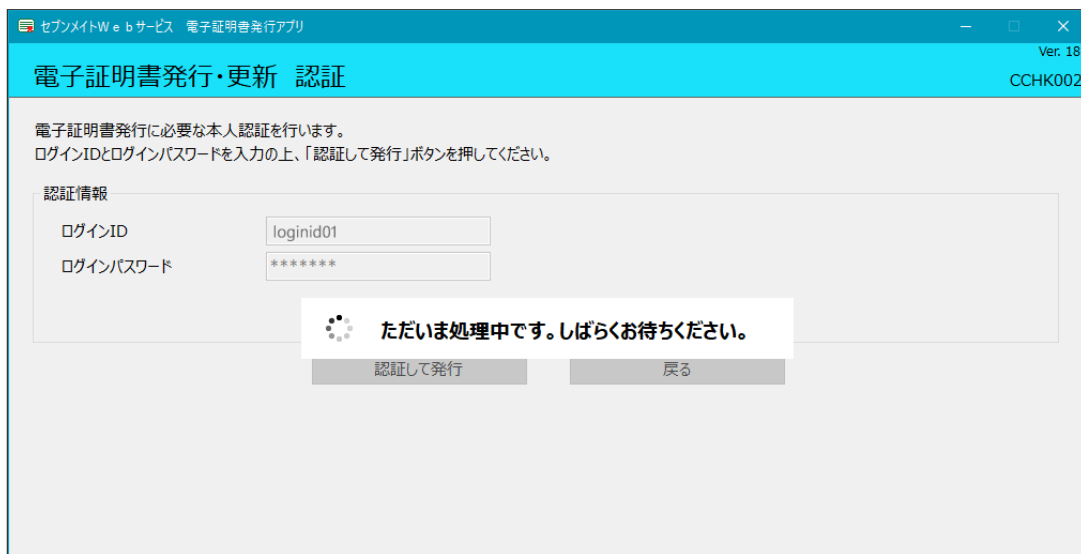 セブンメイトWebサービス 電子証明書発行アプリ
Ver. 18
電子証明書発行・更新 認証
CCHK002
電子証明書発行に必要な本人認証を行います。
ログインIDとログインパスワードを入力の上、「認証して発行」ボタンを押してください。
認証情報
ログインID
loginid01
ログインパスワード
*******
ただいま処理中です。しばらくお待ちください。
認証して発行
戻る